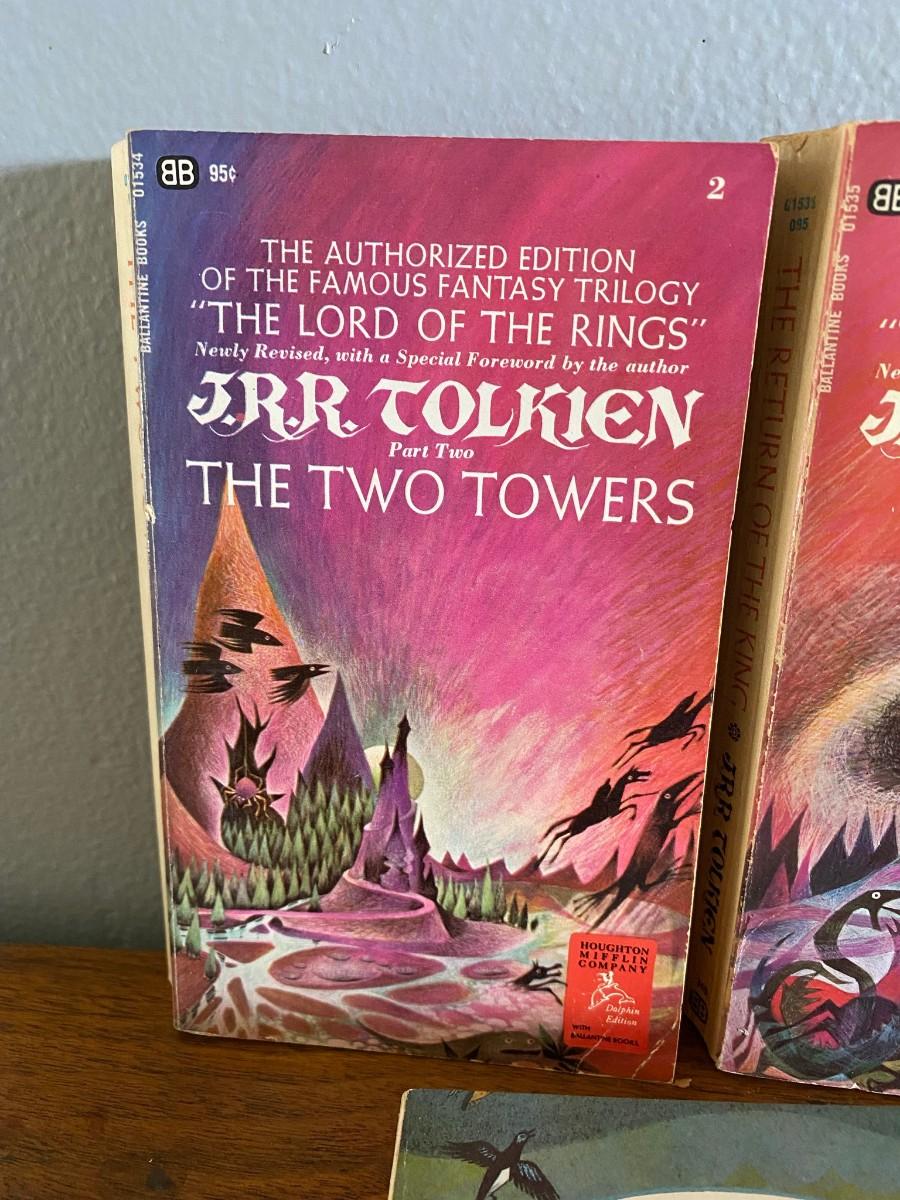 BB 95¢
2
BALLANTINE BOOKS 01534
THE AUTHORIZED EDITION
OF THE FAMOUS FANTASY TRILOGY
"THE LORD OF THE RINGS"
Newly Revised, with a Special Foreword by the author
J.R.R. TOLKIEN
Part Two
THE TWO TOWERS
HOUGHTON
MIFFLIN
COMPANY
Dolphin
Edition
WITH
BALLANTINE BOOKS
095
THE RETURN OF THE KING J.R.R. TOLKIEN
BALLANTINE BOOKS 01535